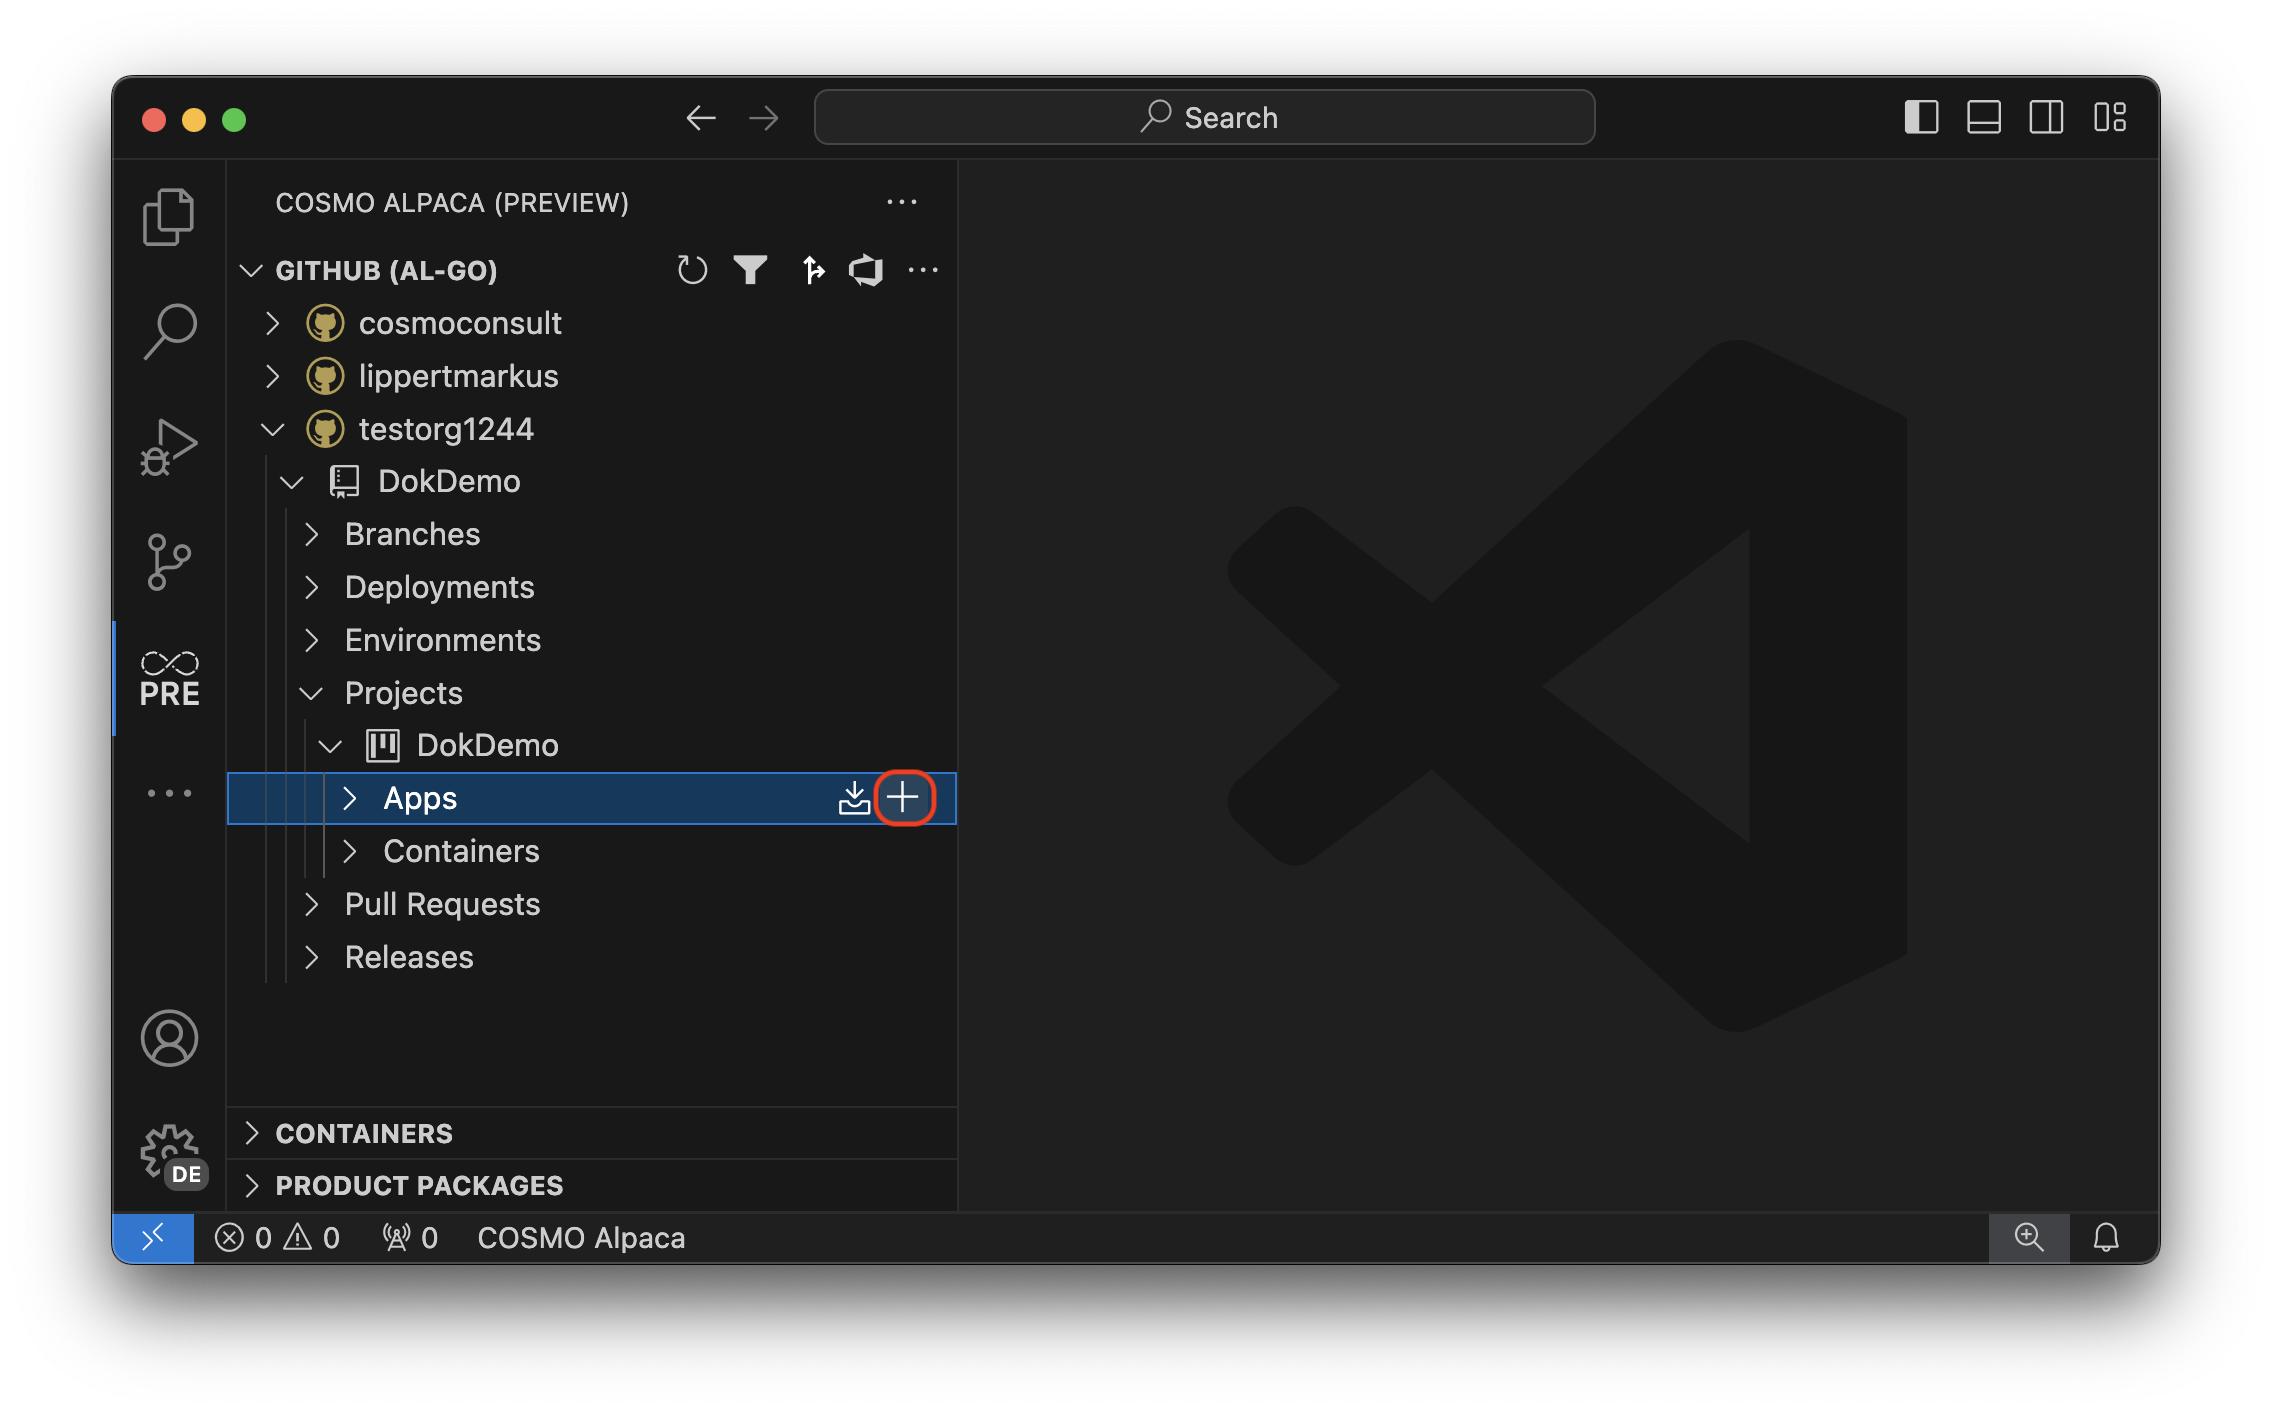 Search
COSMO ALPACA (PREVIEW)
GITHUB (AL-GO)
cosmoconsult
lippertmarkus
testorg1244
DokDemo
Branches
Deployments
Environments
PRE
Projects
DokDemo
Apps
Containers
Pull Requests
Releases
CONTAINERS
DE
PRODUCT PACKAGES
0 0 0 COSMO Alpaca